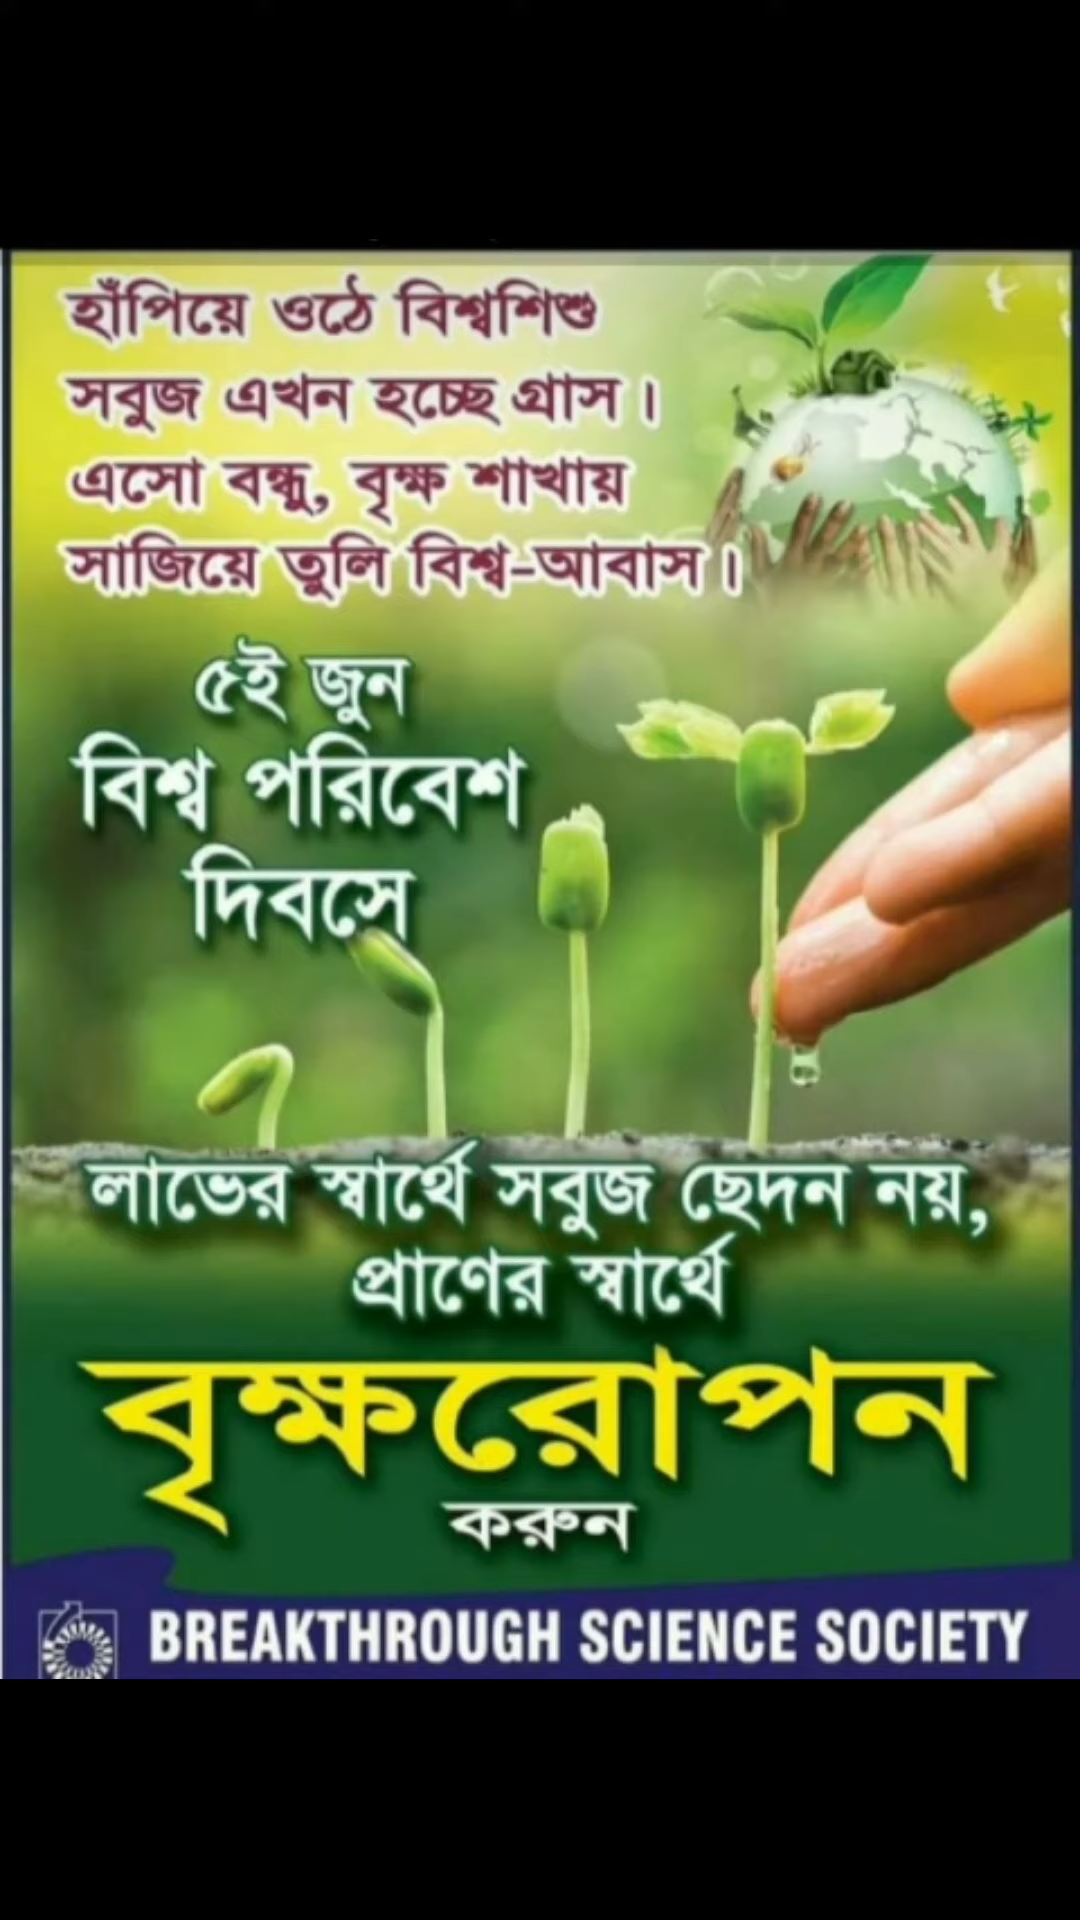 হাঁপিয়ে ওঠে বিশ্বশিশু
সবুজ এখন হচ্ছে গ্রাস।
এসো বন্ধু, বৃক্ষ শাখায়
সাজিয়ে তুলি বিশ্ব-আবাস।
৫ই জুন
বিশ্ব পরিবেশ
দিবসে
লাভের স্বার্থে সবুজ ছেদন নয়,
প্রাণের স্বার্থে
বৃক্ষরোপন
করুন
BREAKTHROUGH SCIENCE SOCIETY